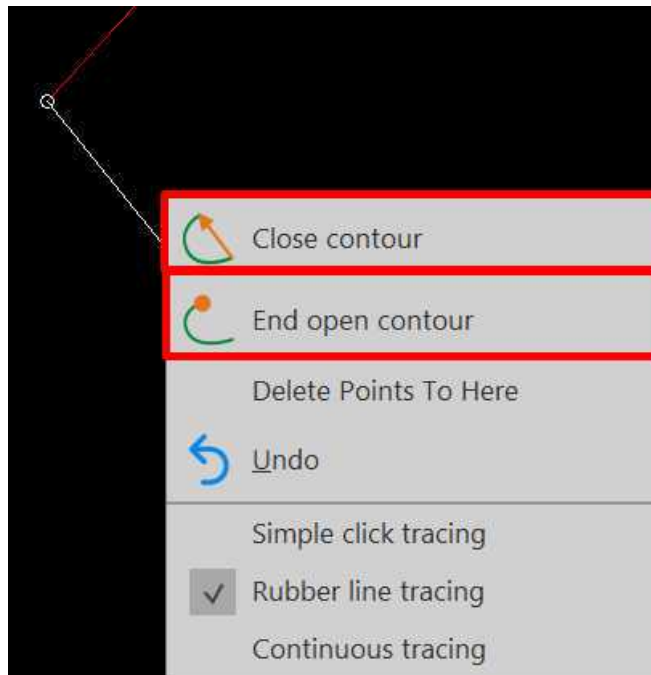 Close contour
End open contour
Delete Points To Here
Undo
Simple click tracing
Rubber line tracing
Continuous tracing